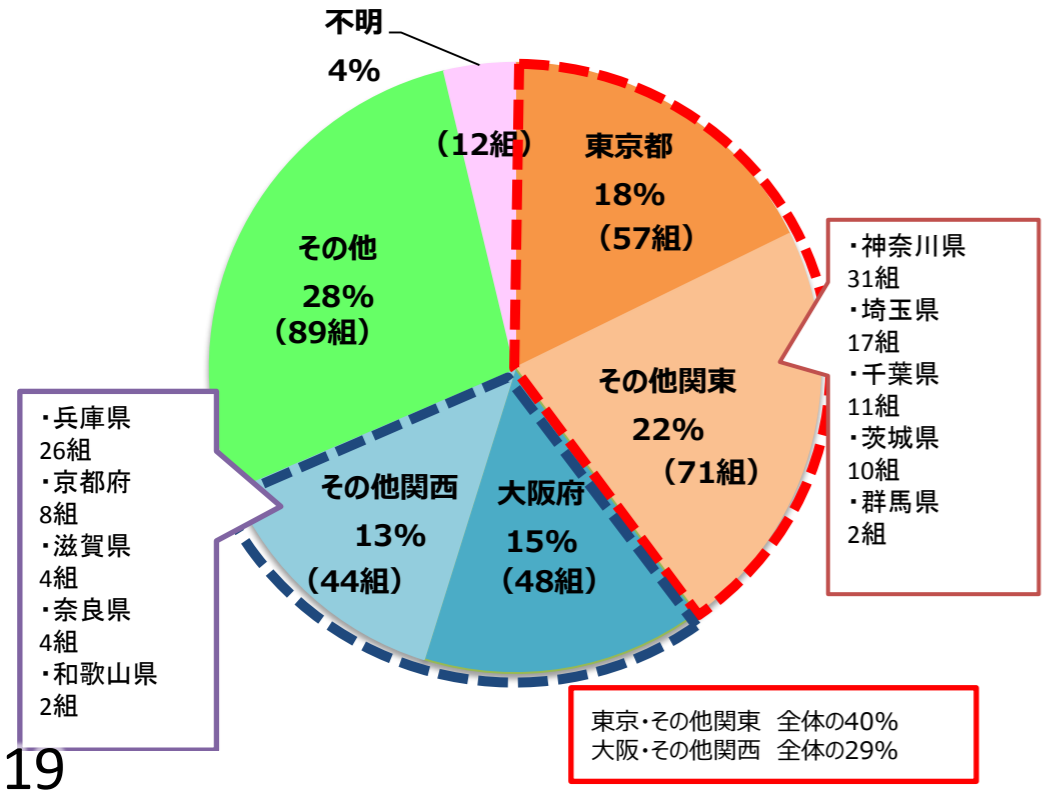 不明
4%
(12組)
東京都
18%
(57組)
その他
28%
(89組)
その他関東
22%
(71組)
その他関西
13%
(44組)
大阪府
15%
(48組)
・神奈川県
31組
・埼玉県
17組
・千葉県
11組
・茨城県
10組
・群馬県
2組
・兵庫県
26組
・京都府
8組
・滋賀県
4組
・奈良県
4組
・和歌山県
2組
東京・その他関東 全体の40%
大阪・その他関西 全体の29%
19